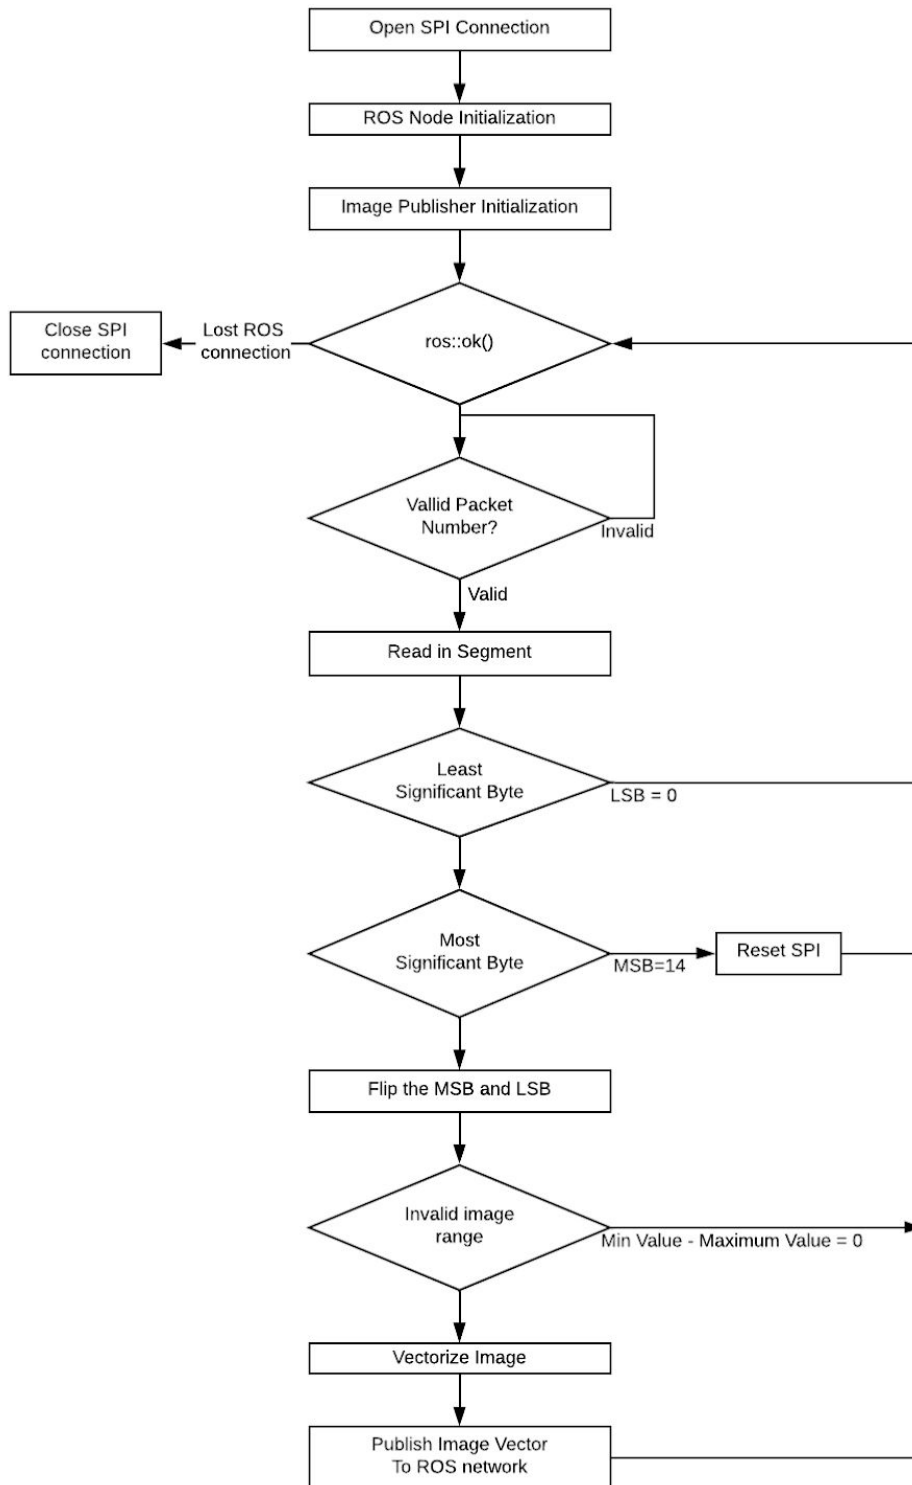 Open SPI Connection
ROS Node Initialization
Image Publisher Initialization
ros::ok()
Lost ROS
connection
Close SPI
connection
Vallid Packet
Number?
Invalid
Valid
Read in Segment
Least
Significant Byte
LSB = 0
Most
Significant Byte
MSB=14
Reset SPI
Flip the MSB and LSB
Invalid image
range
Min Value - Maximum Value = 0
Vectorize Image
Publish Image Vector
To ROS network